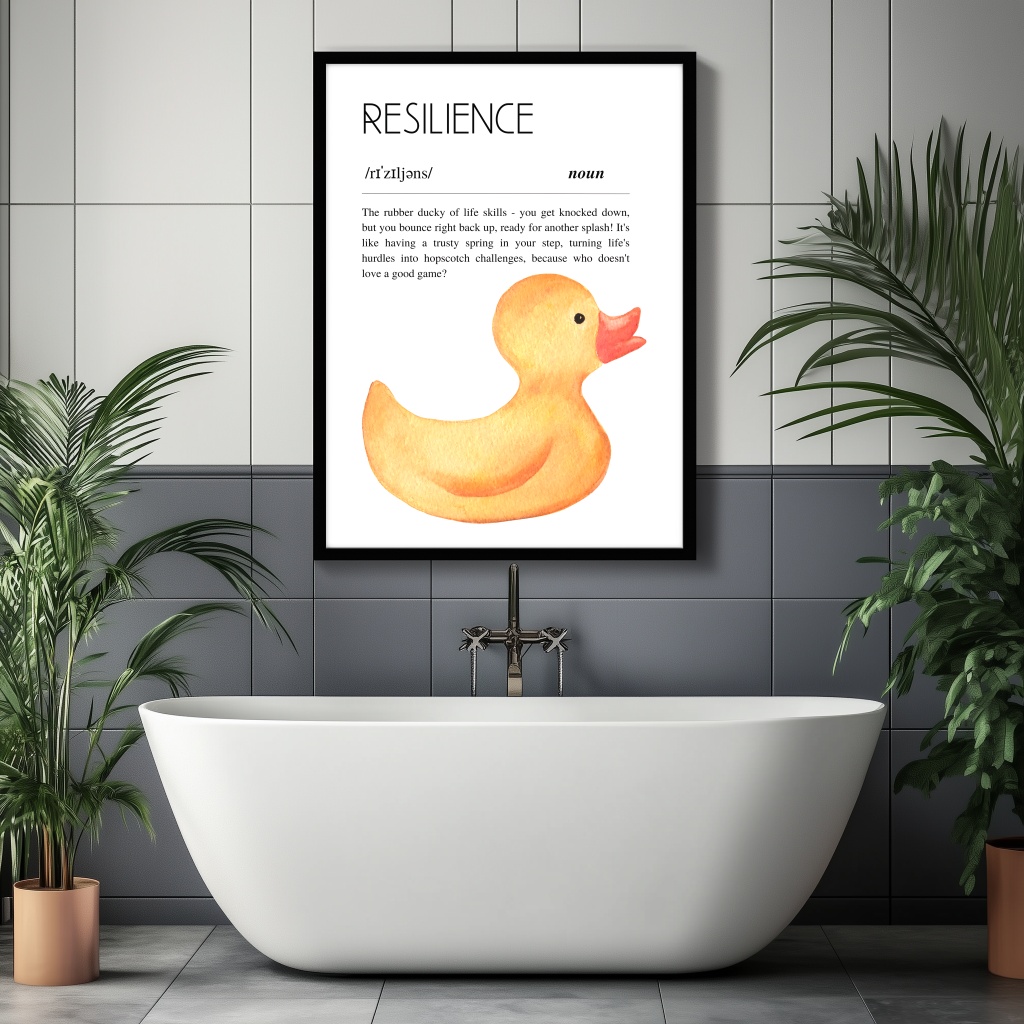 RESILIENCE
/rɪˈzɪljəns/ noun
The rubber ducky of life skills - you get knocked down,
but you bounce right back up, ready for another splash! It's
like having a trusty spring in your step, turning life's
hurdles into hopscotch challenges, because who doesn't
love a good game?